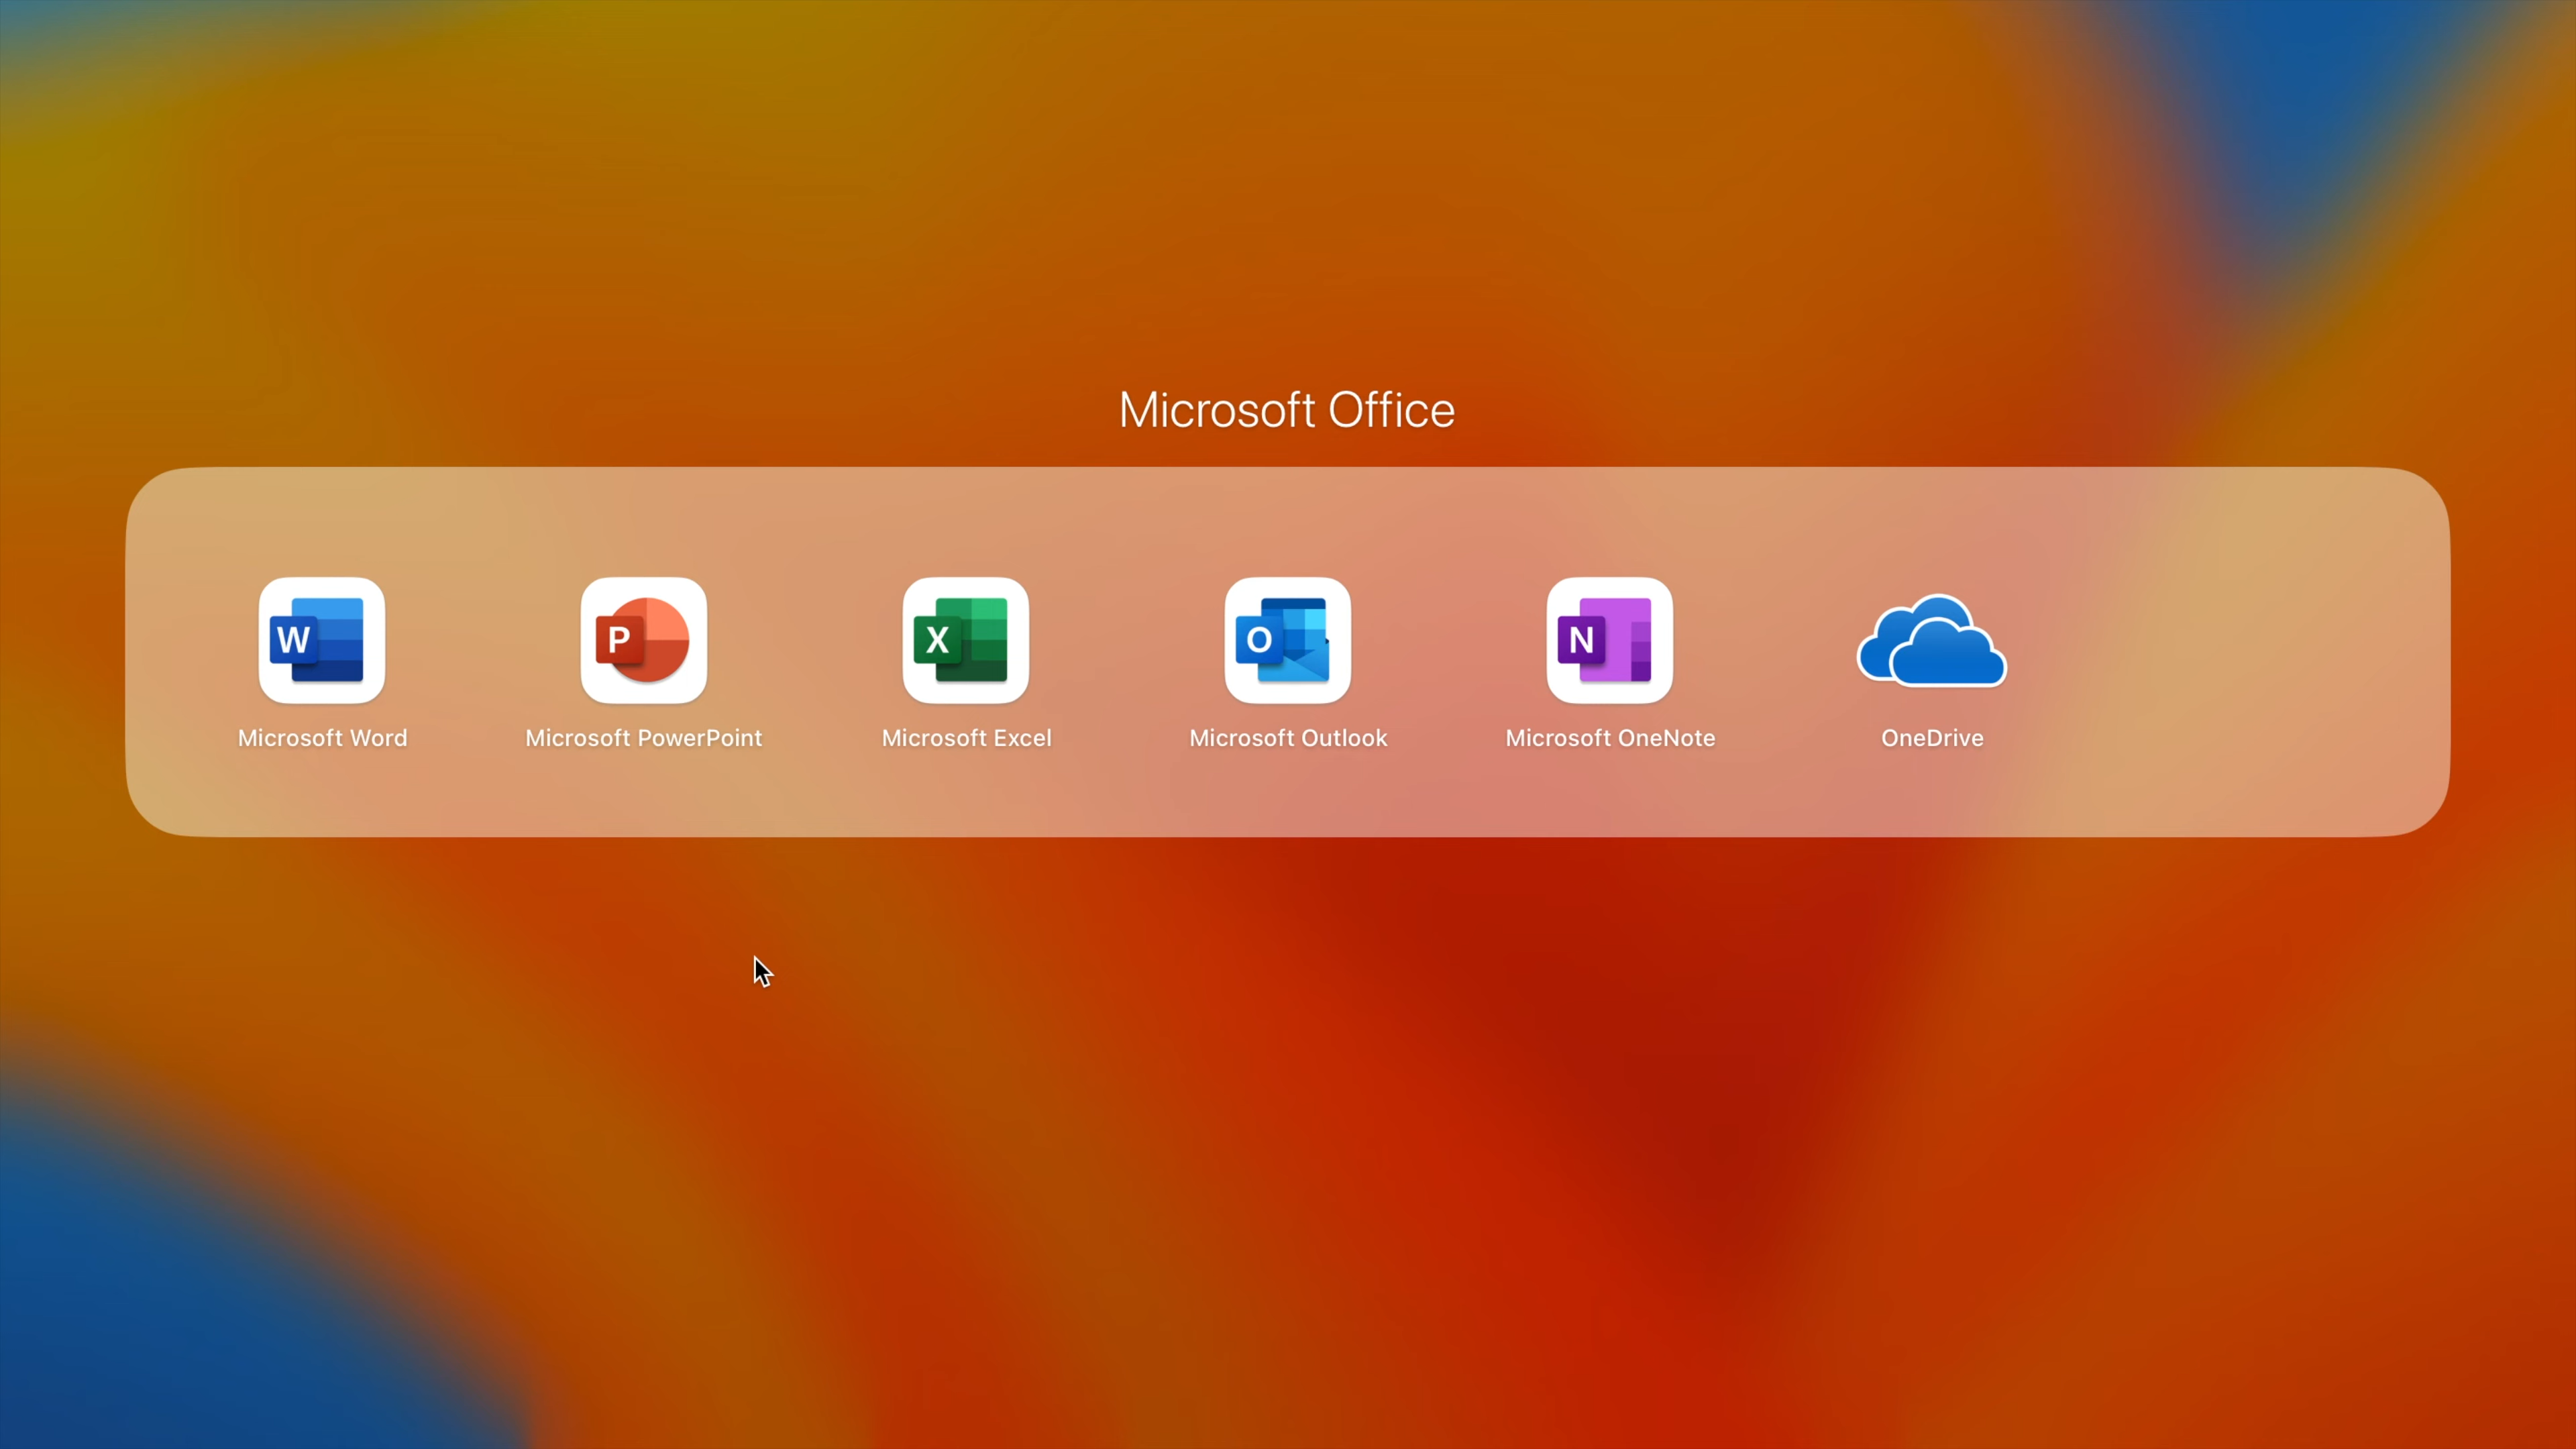 Microsoft Office
W
P
X
O
N
Microsoft Word
Microsoft PowerPoint
Microsoft Excel
Microsoft Outlook
Microsoft OneNote
OneDrive